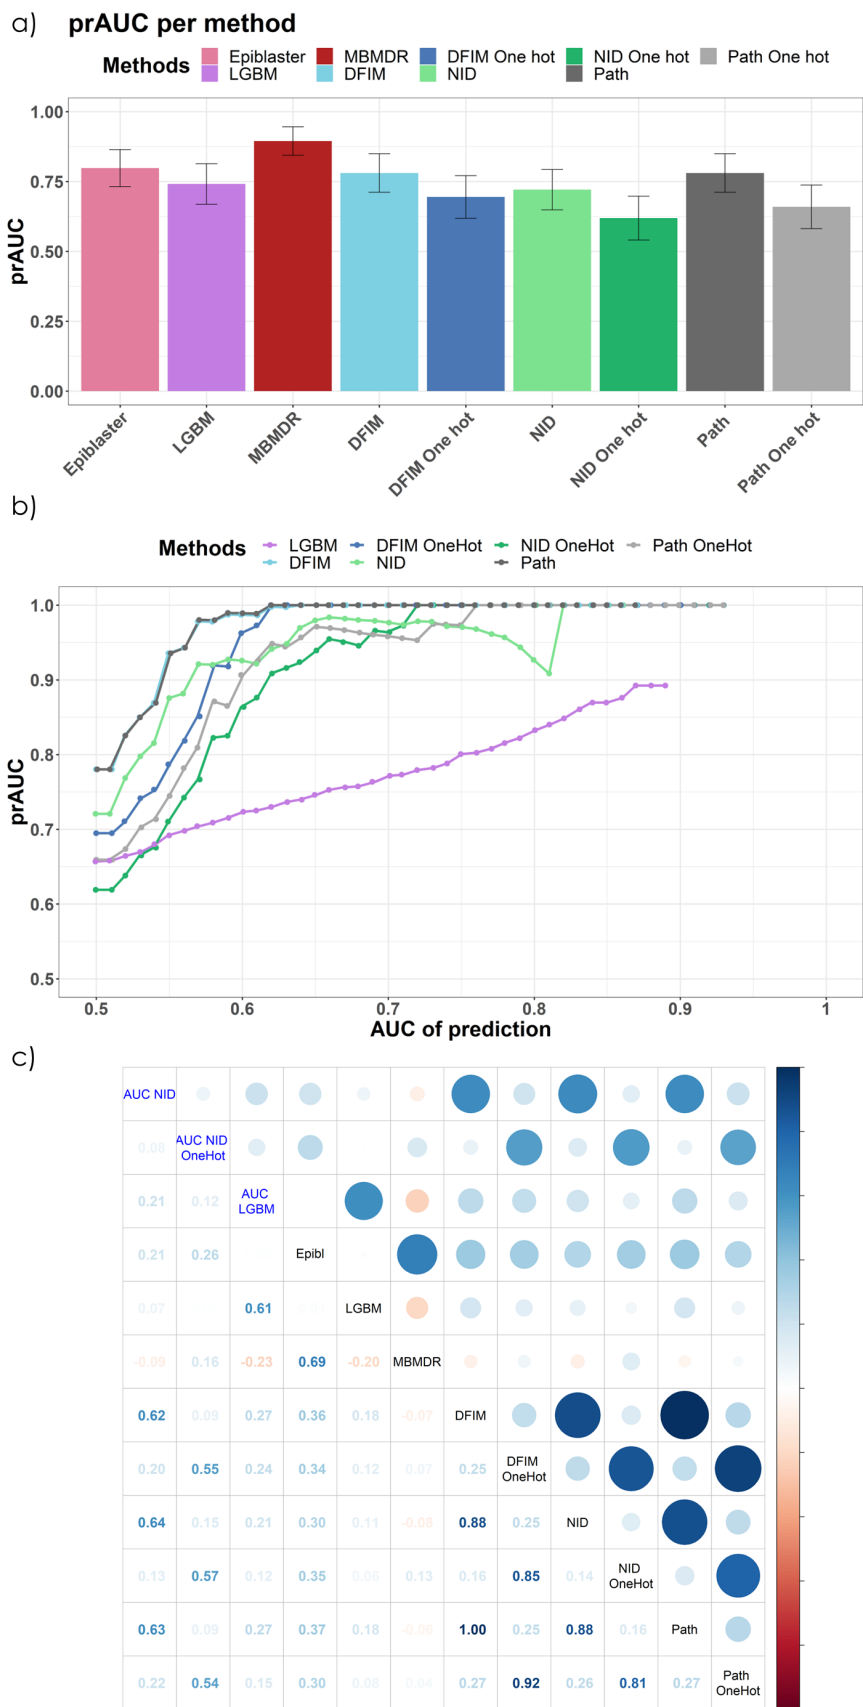 a) prAUC per method
Methods Epiblaster MBMDR DFIM One hot NID One hot Path One hot
LGBM DFIM NID Path
1.00
0.75
0.50
0.25
0.00
prAUC
Epiblaster LGBM MBMDR DFIM DFIM One hot NID NID One hot Path Path One hot
b)
Methods LGBM DFIM OneHot NID OneHot Path OneHot
DFIM NID Path
1.0
0.9
0.8
0.7
0.6
0.5
prAUC
0.5 0.6 0.7 0.8 0.9 1
AUC of prediction
c)
AUC NID
0.08 AUC NID
OneHot
0.21 0.12 AUC
LGBM
0.21 0.26 Epibl
0.07 0.61 LGBM
-0.09 0.16 -0.23 0.69 -0.20 MBMDR
0.62 0.09 0.27 0.36 0.18 -0.07 DFIM
0.20 0.55 0.24 0.34 0.12 0.07 0.25 DFIM
OneHot
0.64 0.15 0.21 0.30 0.11 -0.08 0.88 0.25 NID
0.13 0.57 0.12 0.35 0.06 0.13 0.16 0.85 0.14 NID
OneHot
0.63 0.09 0.27 0.37 0.18 -0.06 1.00 0.25 0.88 0.16 Path
0.22 0.54 0.15 0.30 0.08 0.04 0.27 0.92 0.26 0.81 0.27 Path
OneHot